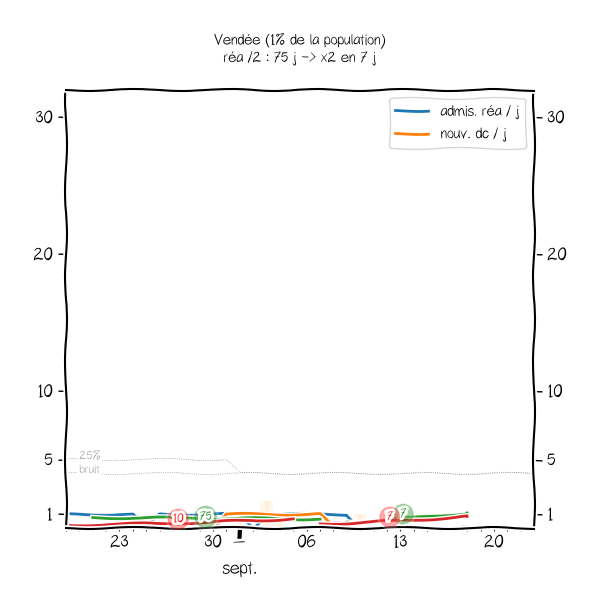 Vendée (1% de la population)
réa /2 : 75 j -> x2 en 7 j
admis. réa / j
nouv. dc / j
30 30
20 20
10 10
5 25% 5
bruit
1 10 75 7 7 1
23 30 1 06 13 20
sept.